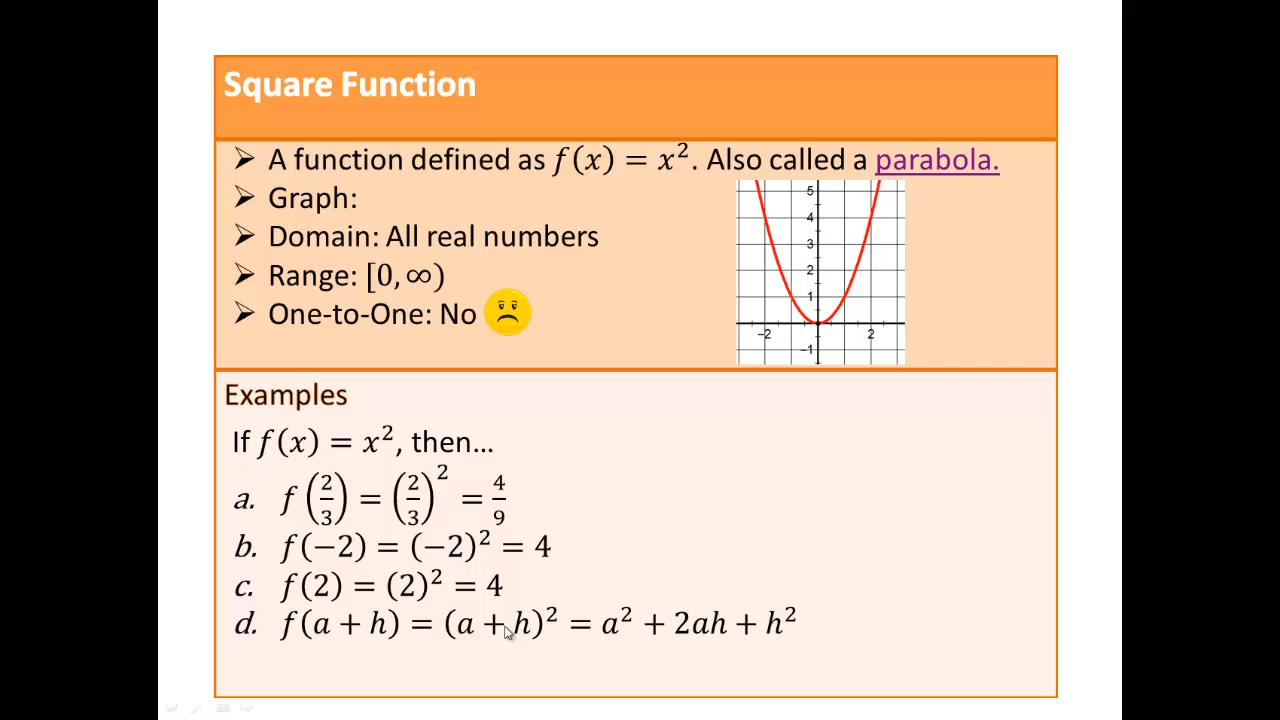 Square Function
➢ A function defined as f(x) = x². Also called a parabola.
➢ Graph:
➢ Domain: All real numbers
➢ Range: [0, ∞)
➢ One-to-One: No
5
4
3
2
1
−2 2
−1
Examples
If f(x) = x², then…
a. f(2/3) = (2/3)² = 4/9
b. f(−2) = (−2)² = 4
c. f(2) = (2)² = 4
d. f(a + h) = (a + h)² = a² + 2ah + h²